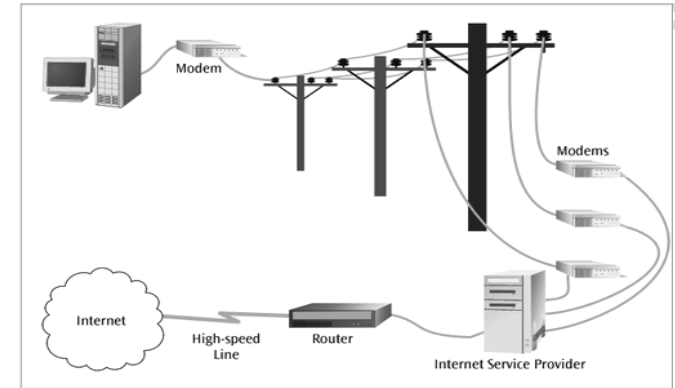 Modem
Modems
Internet
High-speed
Line
Router
Internet Service Provider